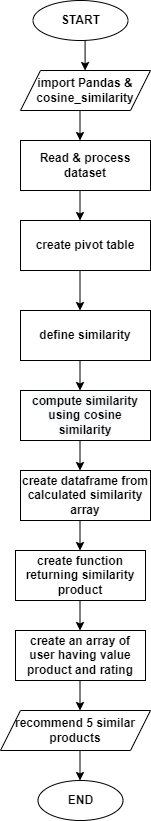 START
import Pandas &
cosine_similarity
Read & process
dataset
create pivot table
define similarity
compute similarity
using cosine
similarity
create dataframe from
calculated similarity
array
create function
returning similarity
product
create an array of
user having value
product and rating
recommend 5 similar
products
END